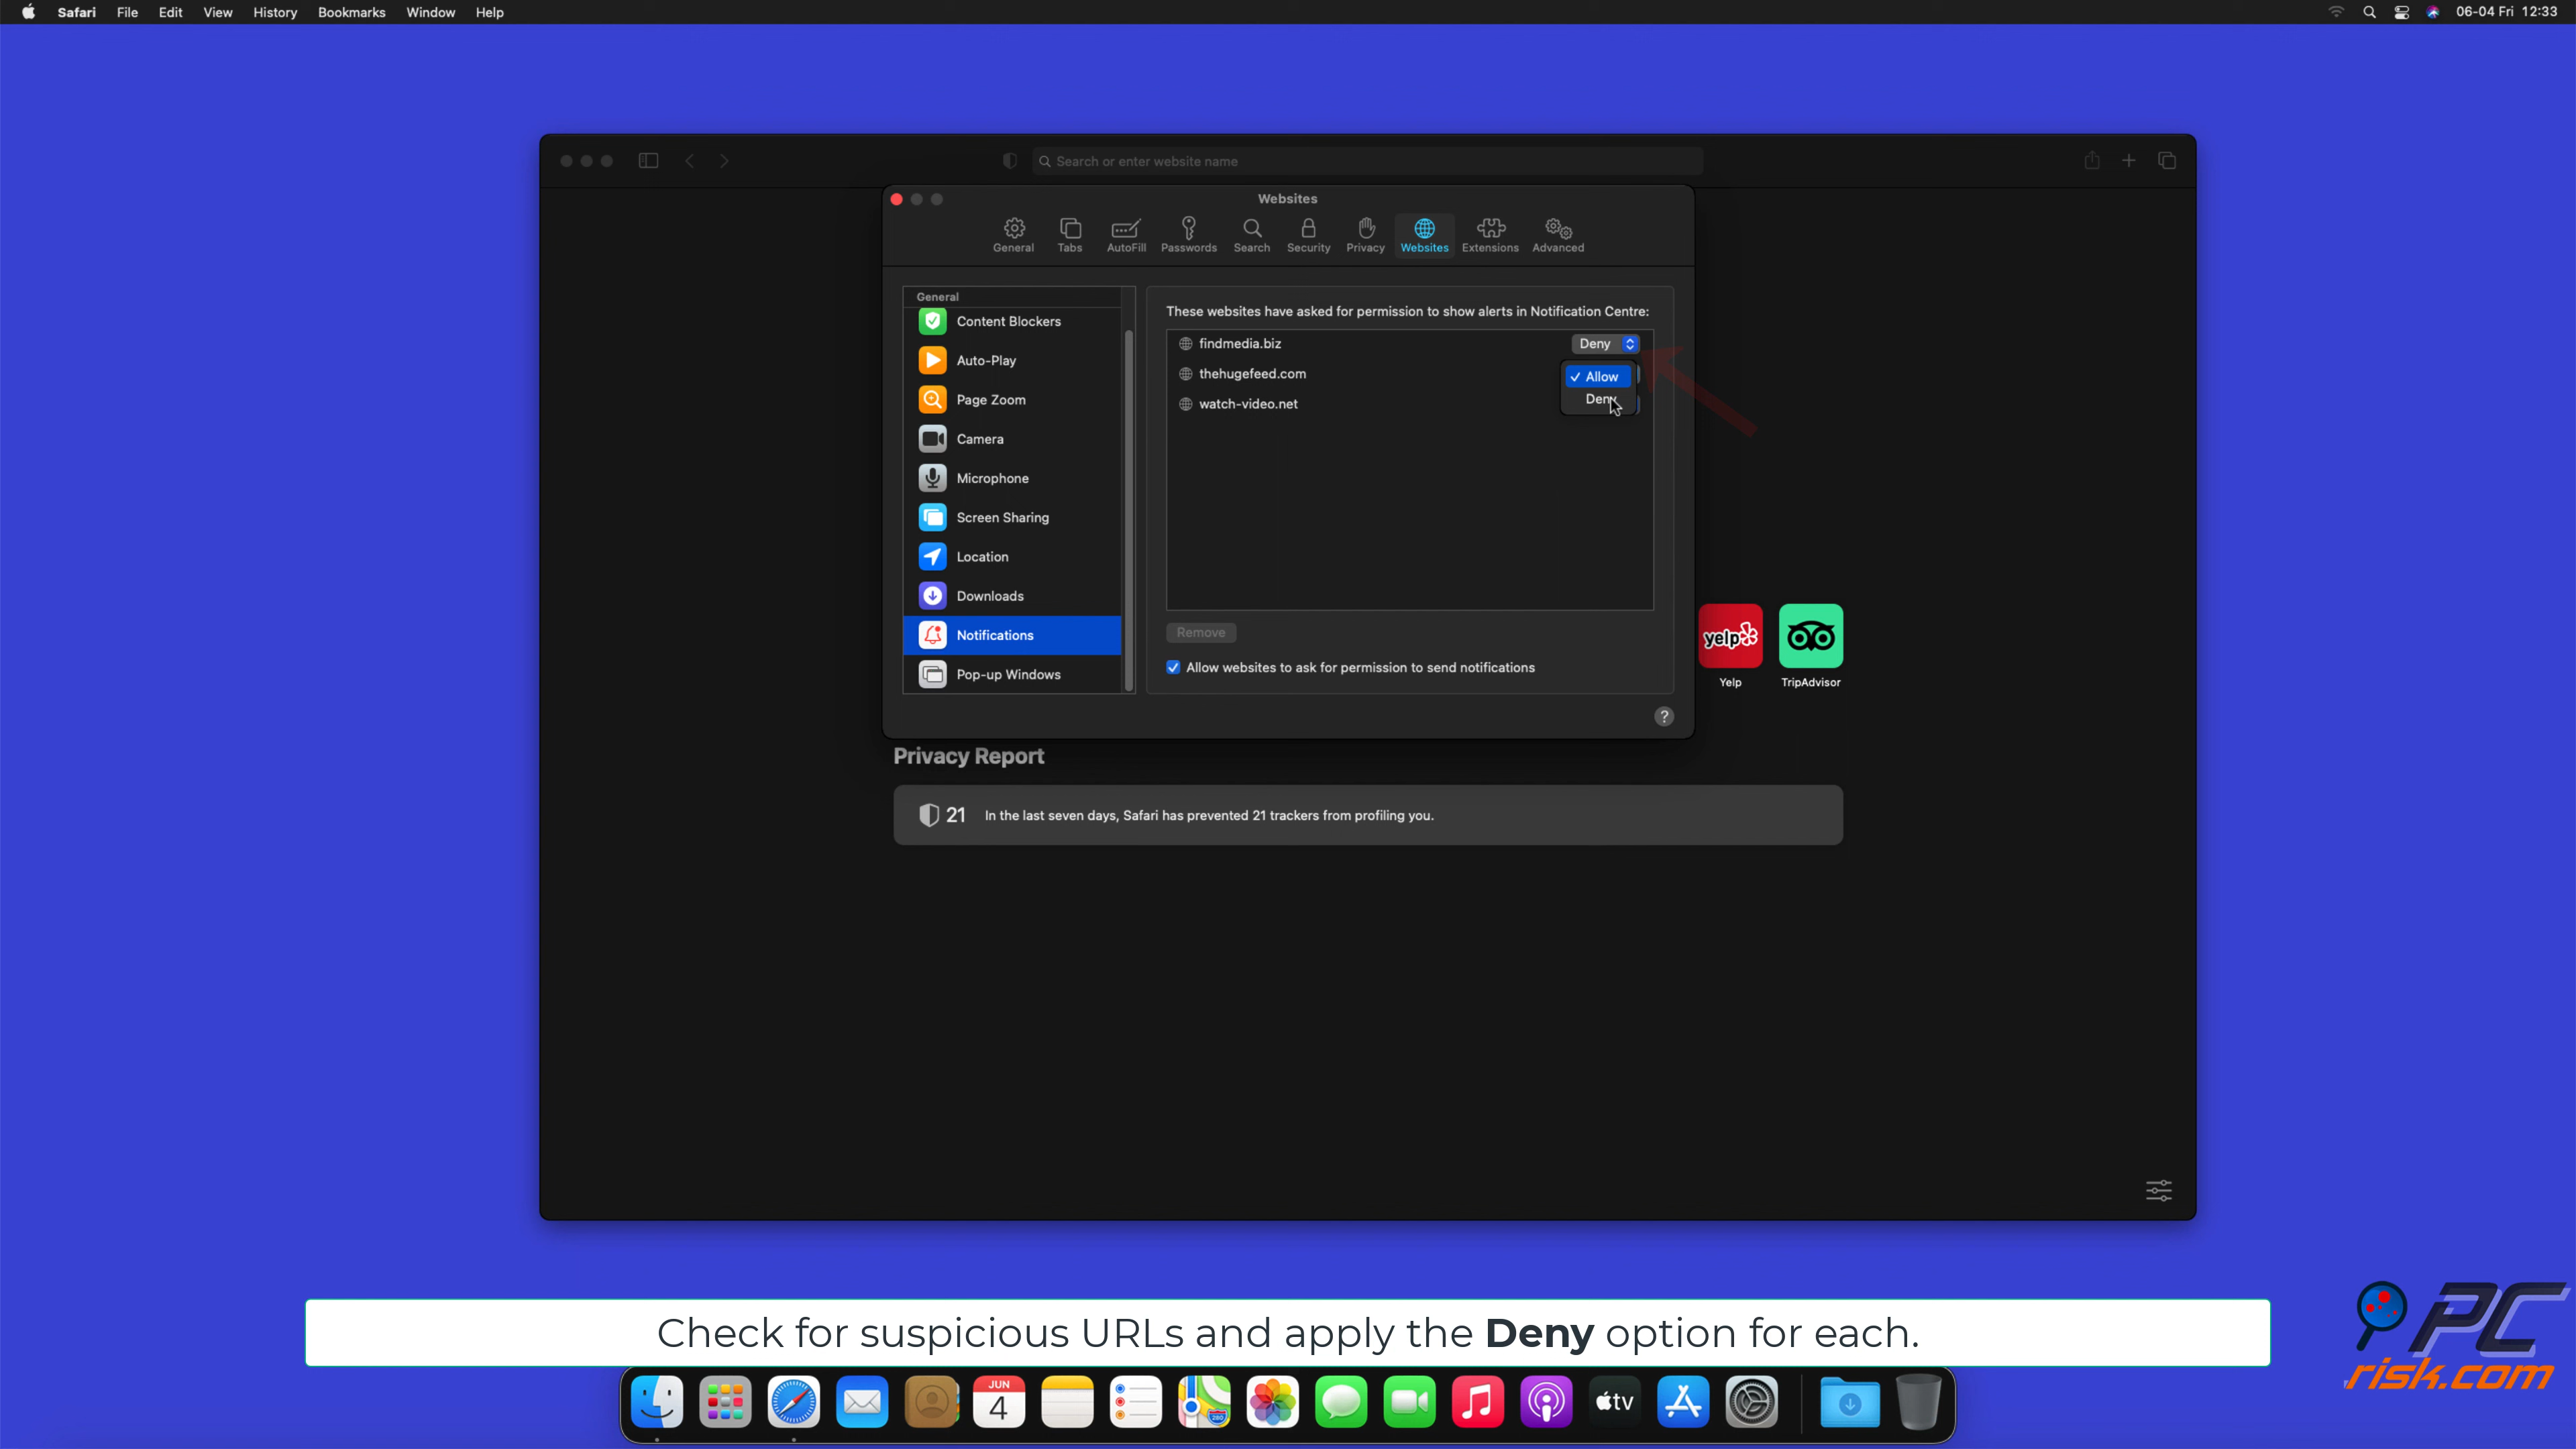 Safari File Edit View History Bookmarks Window Help
06-04 Fri 12:33
Search or enter website name
Websites
General Tabs AutoFill Passwords Search Security Privacy Websites Extensions Advanced
General
Content Blockers
Auto-Play
Page Zoom
Camera
Microphone
Screen Sharing
Location
Downloads
Notifications
Pop-up Windows
These websites have asked for permission to show alerts in Notification Centre:
findmedia.biz Deny
thehugefeed.com Allow
watch-video.net Deny
Remove
Allow websites to ask for permission to send notifications
?
yelp
Yelp TripAdvisor
Privacy Report
21 In the last seven days, Safari has prevented 21 trackers from profiling you.
Check for suspicious URLs and apply the Deny option for each.
PC
risk.com
JUN
4
280
tv